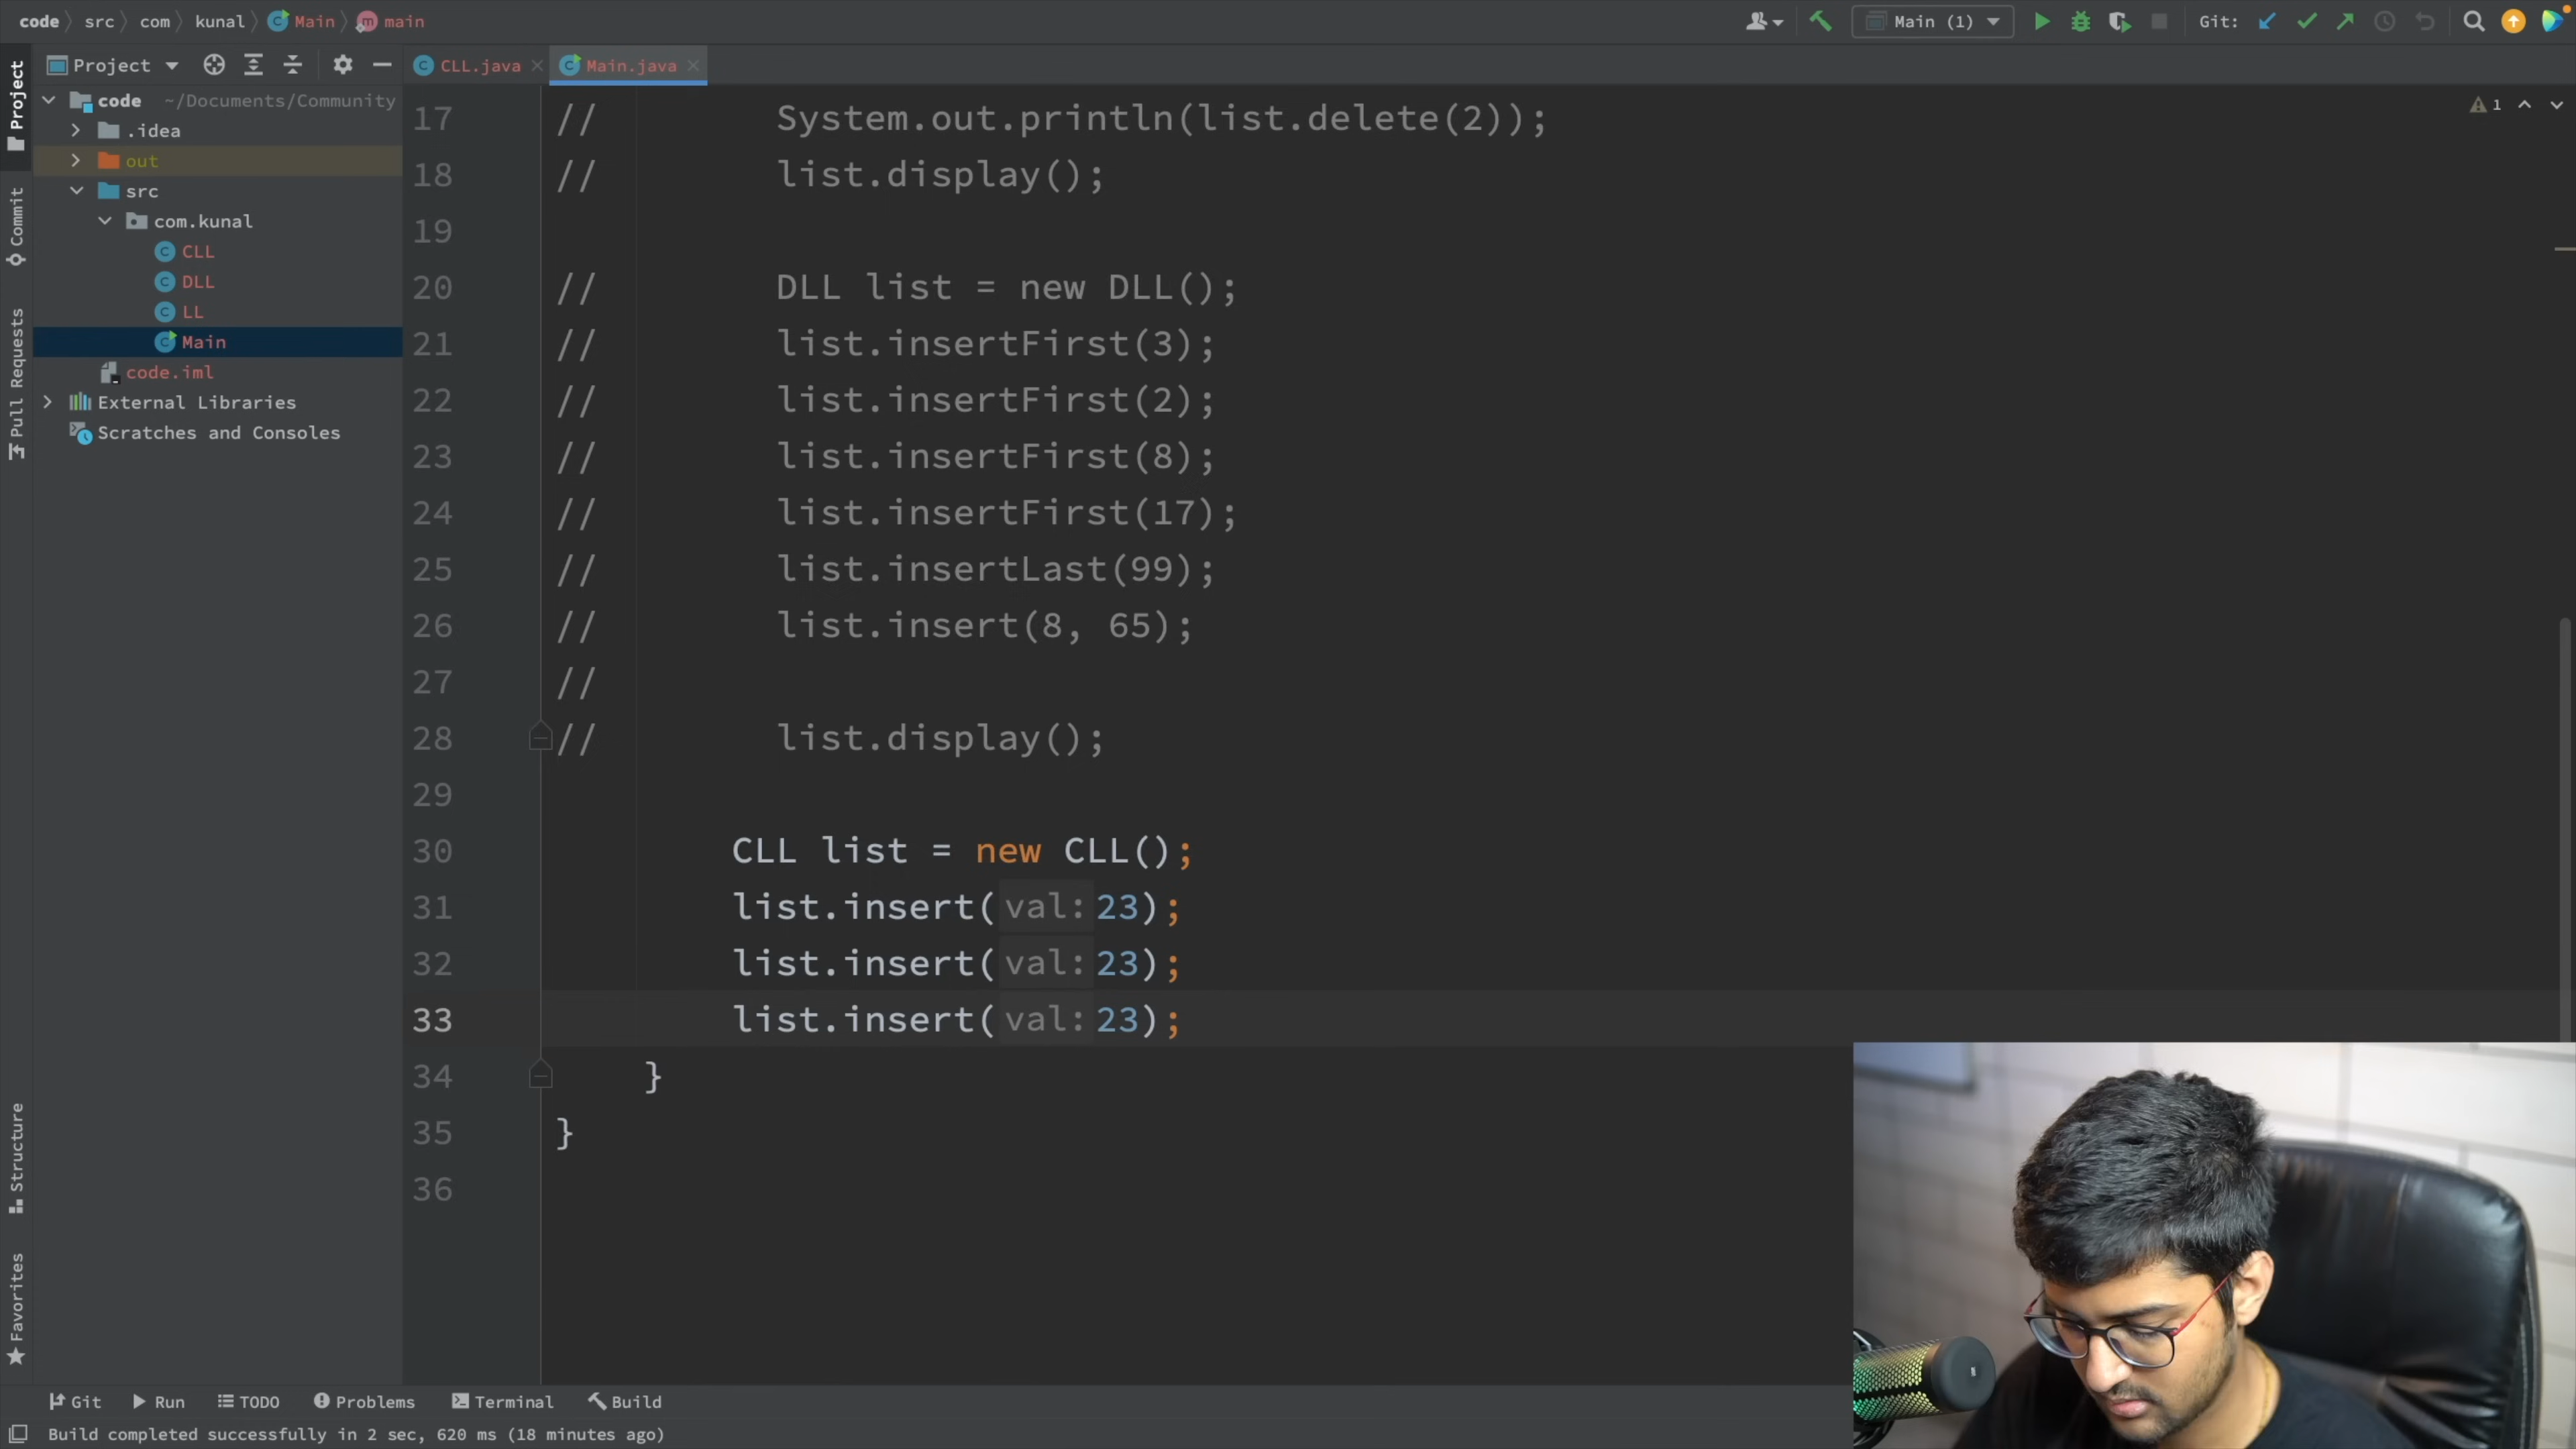 code src com kunal Main main
Main (1)
Git:
Project
CLL.java
Main.java
Project
Commit
Pull Requests
Structure
Favorites
code ~/Documents/Community
.idea
out
src
com.kunal
CLL
DLL
LL
Main
code.iml
External Libraries
Scratches and Consoles
1
17 // System.out.println(list.delete(2));
18 // list.display();
19
20 // DLL list = new DLL();
21 // list.insertFirst(3);
22 // list.insertFirst(2);
23 // list.insertFirst(8);
24 // list.insertFirst(17);
25 // list.insertLast(99);
26 // list.insert(8, 65);
27 //
28 // list.display();
29
30 CLL list = new CLL();
31 list.insert( val: 23);
32 list.insert( val: 23);
33 list.insert( val: 23);
34 }
35 }
36
Git Run TODO Problems Terminal Build
Build completed successfully in 2 sec, 620 ms (18 minutes ago)